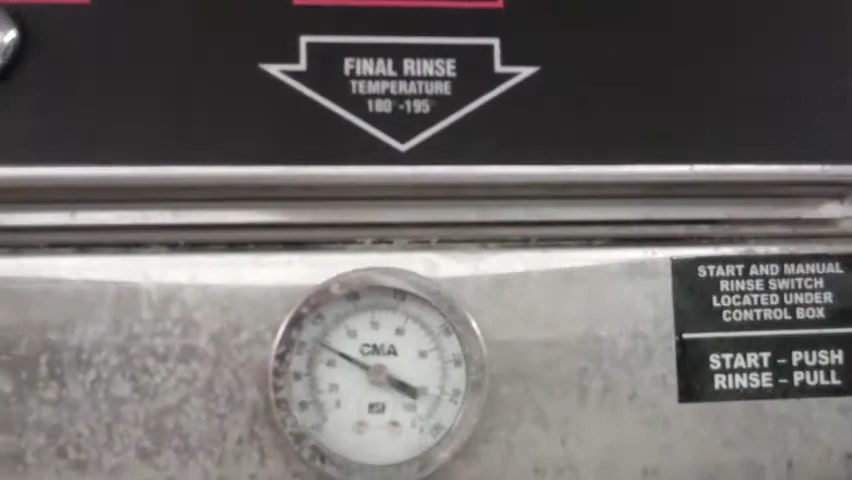 FINAL RINSE
TEMPERATURE
180°-195°
START AND MANUAL
RINSE SWITCH
LOCATED UNDER
CONTROL BOX
START – PUSH
RINSE – PULL
CMA